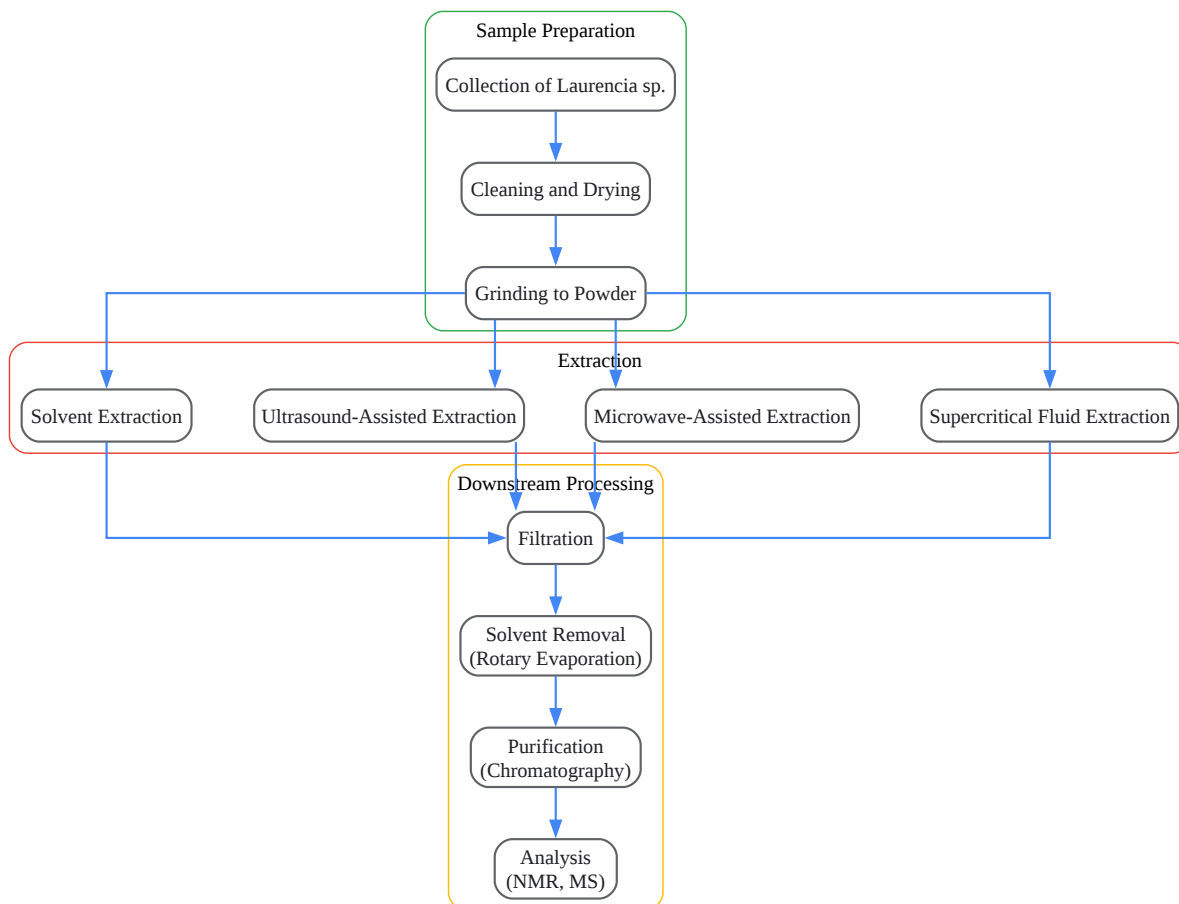 Sample Preparation
Collection of Laurencia sp.
Cleaning and Drying
Grinding to Powder
Extraction
Solvent Extraction
Ultrasound-Assisted Extraction
Microwave-Assisted Extraction
Supercritical Fluid Extraction
Downstream Processing
Filtration
Solvent Removal
(Rotary Evaporation)
Purification
(Chromatography)
Analysis
(NMR, MS)